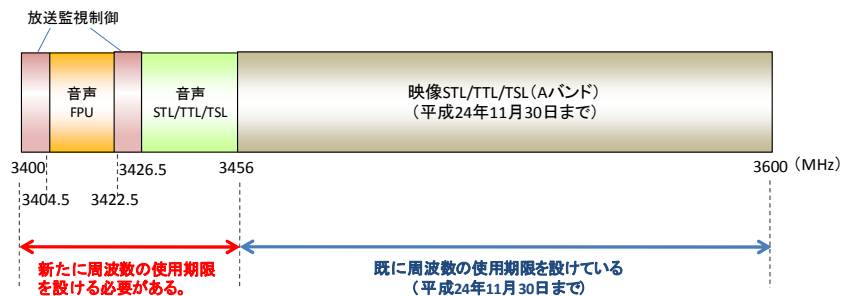 放送監視制御
音声
FPU
音声
STL/TTL/TSL
映像STL/TTL/TSL(Aバンド)
(平成24年11月30日まで)
3400
3404.5
3422.5
3426.5
3456
3600 (MHz)
新たに周波数の使用期限
を設ける必要がある。
既に周波数の使用期限を設けている
(平成24年11月30日まで)